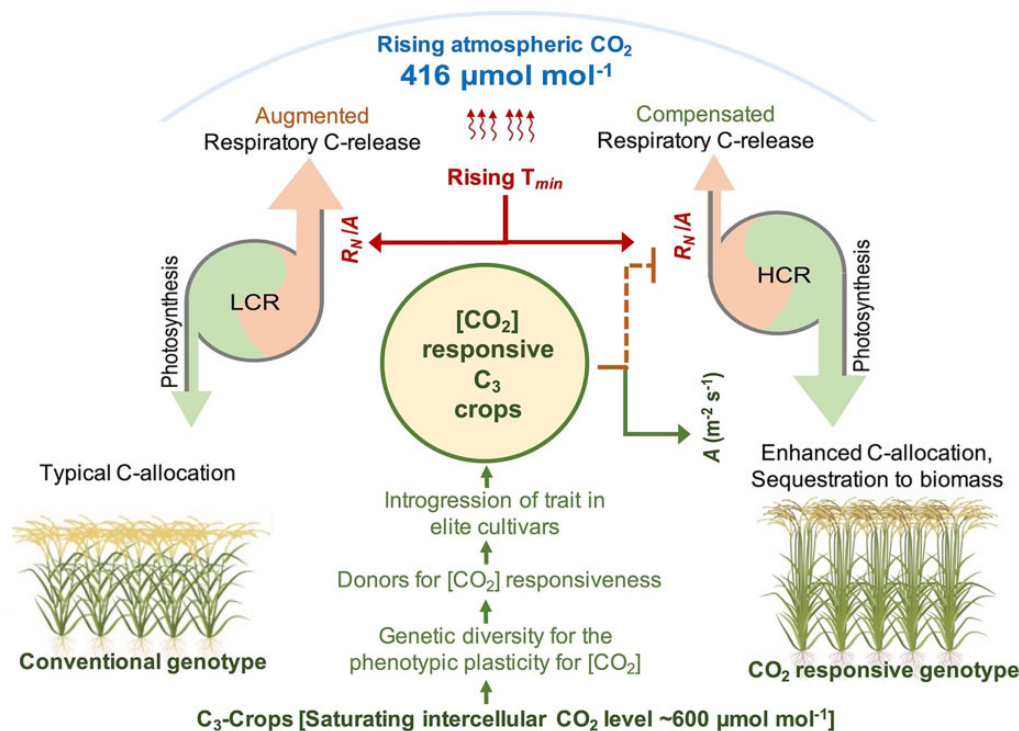 Rising atmospheric CO₂
416 µmol mol⁻¹
Augmented
Respiratory C-release
Compensated
Respiratory C-release
Rising Tmin
R_N/A
R_N/A
Photosynthesis
LCR
HCR
Photosynthesis
[CO₂]
responsive
C₃
crops
A (m⁻² s⁻¹)
Typical C-allocation
Enhanced C-allocation,
Sequestration to biomass
Introgression of trait in
elite cultivars
Donors for [CO₂] responsiveness
Genetic diversity for the
phenotypic plasticity for [CO₂]
Conventional genotype
CO₂ responsive genotype
C₃-Crops [Saturating intercellular CO₂ level ~600 µmol mol⁻¹]